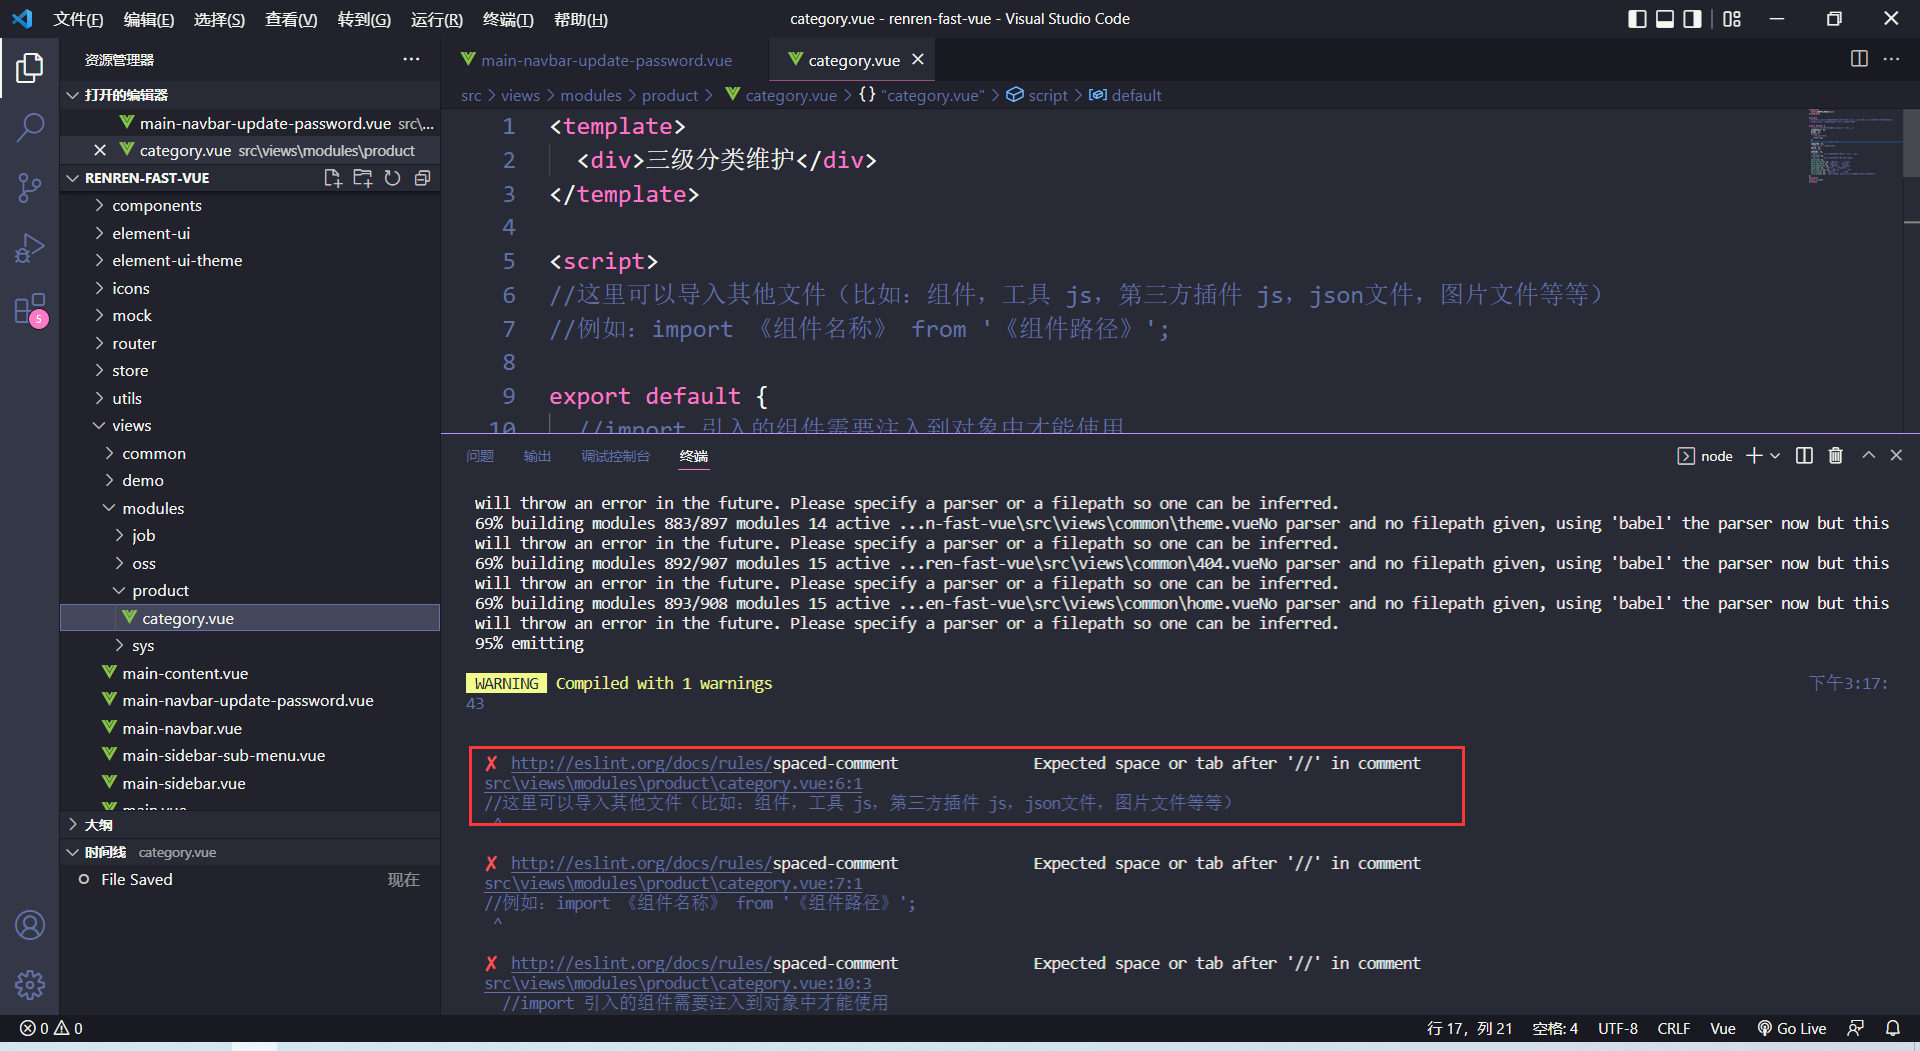 文件(F) 编辑(E) 选择(S) 查看(V) 转到(G) 运行(R) 终端(T) 帮助(H)
category.vue - renren-fast-vue - Visual Studio Code
资源管理器
打开的编辑器
main-navbar-update-password.vue src\...
category.vue src\views\modules\product
RENREN-FAST-VUE
components
element-ui
element-ui-theme
icons
mock
router
store
utils
views
common
demo
modules
job
oss
product
category.vue
sys
main-content.vue
main-navbar-update-password.vue
main-navbar.vue
main-sidebar-sub-menu.vue
main-sidebar.vue
main.vue
大纲
时间线 category.vue
File Saved 现在
5
main-navbar-update-password.vue
category.vue
src > views > modules > product > category.vue > {} "category.vue" > script > default
1 <template>
2 <div>三级分类维护</div>
3 </template>
4
5 <script>
6 //这里可以导入其他文件（比如：组件，工具 js，第三方插件 js，json文件，图片文件等等）
7 //例如：import 《组件名称》 from '《组件路径》';
8
9 export default {
10 //import 引入的组件需要注入到对象中才能使用
问题 输出 调试控制台 终端
node
will throw an error in the future. Please specify a parser or a filepath so one can be inferred.
69% building modules 883/897 modules 14 active ...n-fast-vue\src\views\common\theme.vueNo parser and no filepath given, using 'babel' the parser now but this
will throw an error in the future. Please specify a parser or a filepath so one can be inferred.
69% building modules 892/907 modules 15 active ...ren-fast-vue\src\views\common\404.vueNo parser and no filepath given, using 'babel' the parser now but this
will throw an error in the future. Please specify a parser or a filepath so one can be inferred.
69% building modules 893/908 modules 15 active ...en-fast-vue\src\views\common\home.vueNo parser and no filepath given, using 'babel' the parser now but this
will throw an error in the future. Please specify a parser or a filepath so one can be inferred.
95% emitting
WARNING Compiled with 1 warnings 下午3:17:
43
✗ http://eslint.org/docs/rules/spaced-comment Expected space or tab after '//' in comment
src\views\modules\product\category.vue:6:1
//这里可以导入其他文件（比如：组件，工具 js，第三方插件 js，json文件，图片文件等等）
^
✗ http://eslint.org/docs/rules/spaced-comment Expected space or tab after '//' in comment
src\views\modules\product\category.vue:7:1
//例如：import 《组件名称》 from '《组件路径》';
^
✗ http://eslint.org/docs/rules/spaced-comment Expected space or tab after '//' in comment
src\views\modules\product\category.vue:10:3
//import 引入的组件需要注入到对象中才能使用
0 0
行 17，列 21 空格: 4 UTF-8 CRLF Vue Go Live